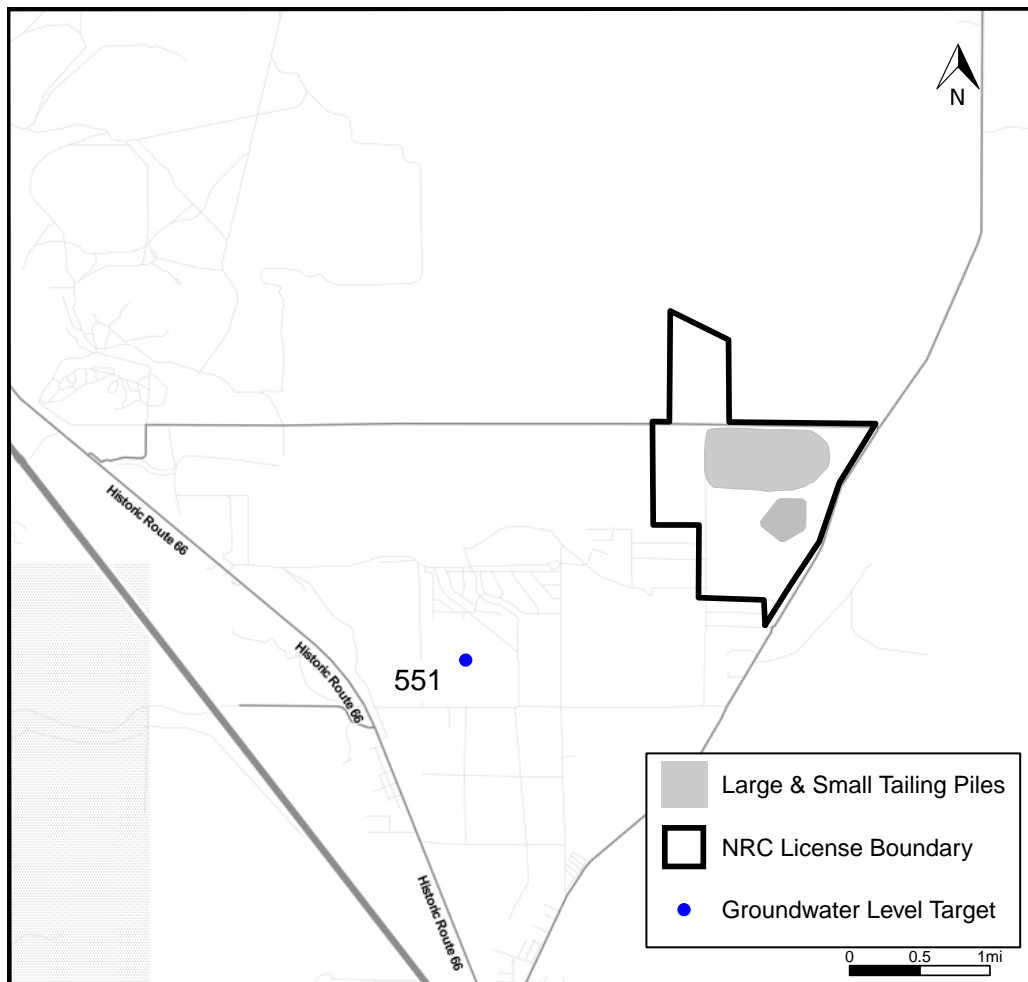 N
Historic Route 66
Historic Route 66
551
Historic Route 66
Large & Small Tailing Piles
NRC License Boundary
Groundwater Level Target
0 0.5 1mi